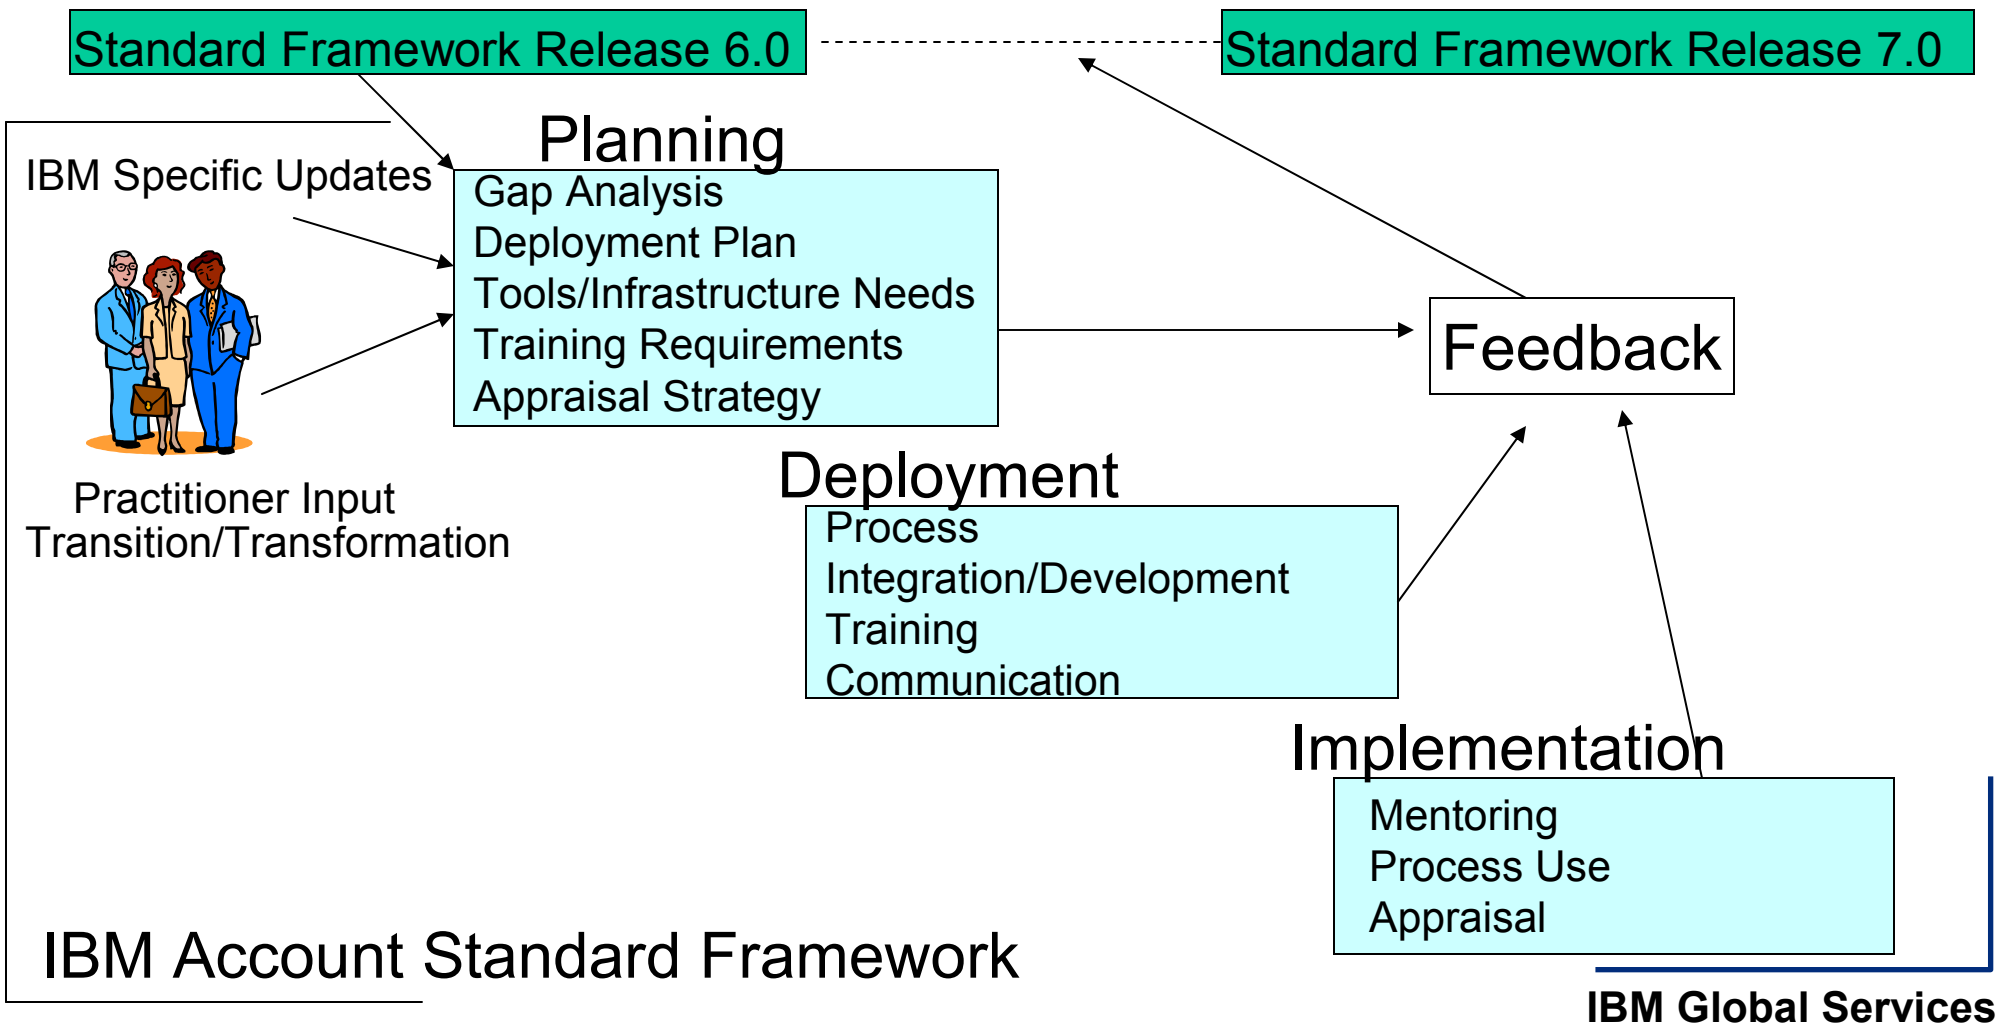 Standard Framework Release 6.0
Standard Framework Release 7.0
Planning
IBM Specific Updates
Gap Analysis
Deployment Plan
Tools/Infrastructure Needs
Training Requirements
Appraisal Strategy
Feedback
Practitioner Input
Transition/Transformation
Deployment
Process
Integration/Development
Training
Communication
Implementation
Mentoring
Process Use
Appraisal
IBM Account Standard Framework
IBM Global Services